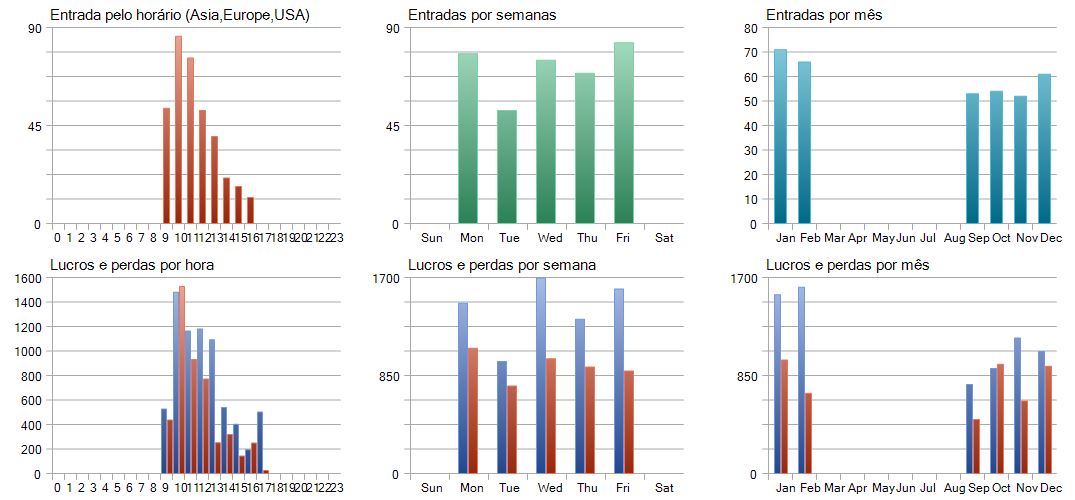 Entrada pelo horário (Asia,Europe,USA)
90
45
0
0 1 2 3 4 5 6 7 8 9 10 11 12 13 14 15 16 17 18 19 20 21 22 23
Entradas por semanas
90
45
0
Sun Mon Tue Wed Thu Fri Sat
Entradas por mês
80
70
60
50
40
30
20
10
0
Jan Feb Mar Apr May Jun Jul Aug Sep Oct Nov Dec
Lucros e perdas por hora
1600
1400
1200
1000
800
600
400
200
0
0 1 2 3 4 5 6 7 8 9 10 11 12 13 14 15 16 17 18 19 20 21 22 23
Lucros e perdas por semana
1700
850
0
Sun Mon Tue Wed Thu Fri Sat
Lucros e perdas por mês
1700
850
0
Jan Feb Mar Apr May Jun Jul Aug Sep Oct Nov Dec